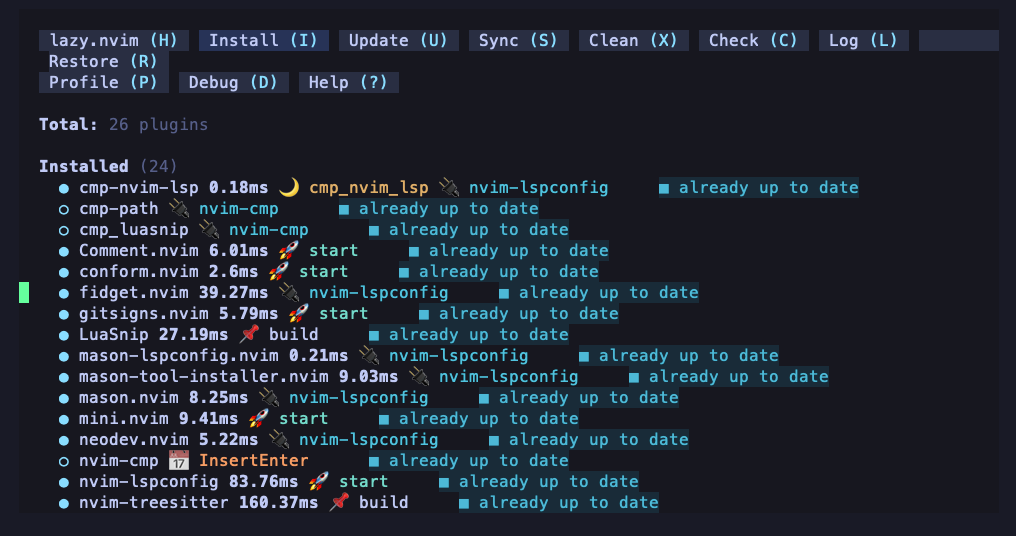 lazy.nvim (H) Install (I) Update (U) Sync (S) Clean (X) Check (C) Log (L)
Restore (R)
Profile (P) Debug (D) Help (?)
Total: 26 plugins
Installed (24)
● cmp-nvim-lsp 0.18ms 🌙 cmp_nvim_lsp 🔌 nvim-lspconfig ■ already up to date
○ cmp-path 🔌 nvim-cmp ■ already up to date
○ cmp_luasnip 🔌 nvim-cmp ■ already up to date
● Comment.nvim 6.01ms 🚀 start ■ already up to date
● conform.nvim 2.6ms 🚀 start ■ already up to date
● fidget.nvim 39.27ms 🔌 nvim-lspconfig ■ already up to date
● gitsigns.nvim 5.79ms 🚀 start ■ already up to date
● LuaSnip 27.19ms 📌 build ■ already up to date
● mason-lspconfig.nvim 0.21ms 🔌 nvim-lspconfig ■ already up to date
● mason-tool-installer.nvim 9.03ms 🔌 nvim-lspconfig ■ already up to date
● mason.nvim 8.25ms 🔌 nvim-lspconfig ■ already up to date
● mini.nvim 9.41ms 🚀 start ■ already up to date
● neodev.nvim 5.22ms 🔌 nvim-lspconfig ■ already up to date
○ nvim-cmp 📅 InsertEnter ■ already up to date
● nvim-lspconfig 83.76ms 🚀 start ■ already up to date
● nvim-treesitter 160.37ms 📌 build ■ already up to date